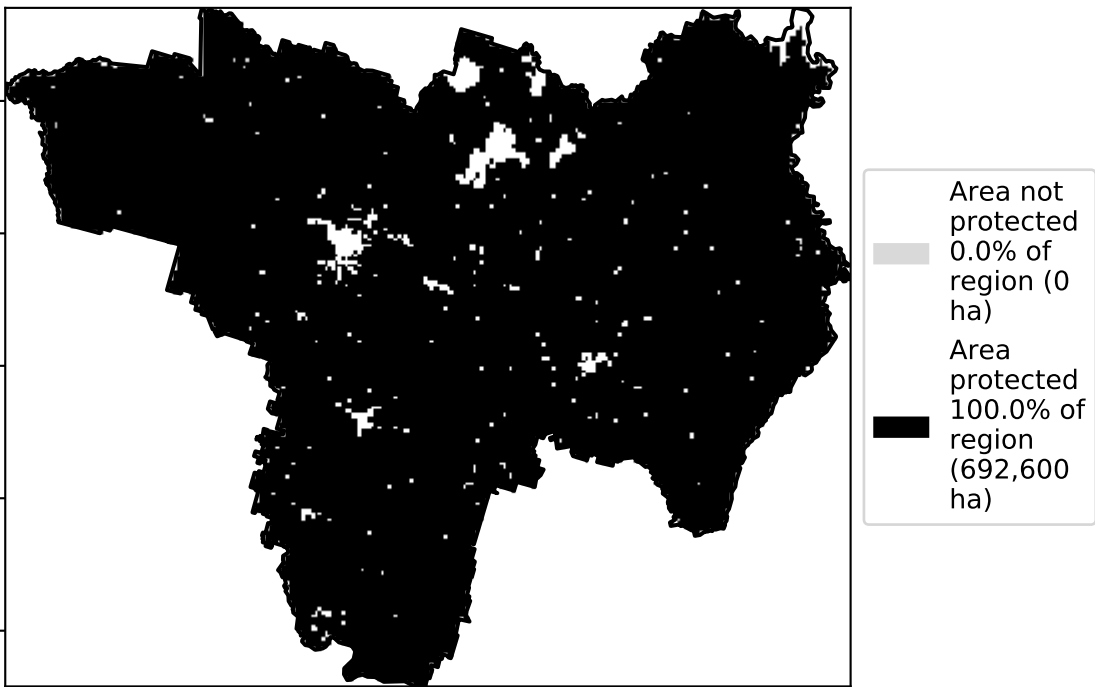 Area not
protected
0.0% of
region (0
ha)
Area
protected
100.0% of
region
(692,600
ha)